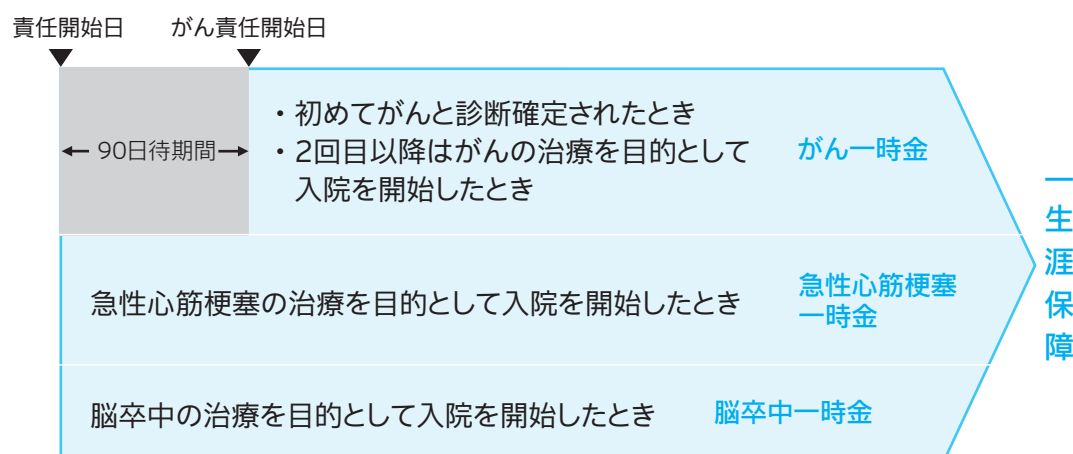 責任開始日
がん責任開始日
90日待期間
・初めてがんと診断確定されたとき
・2回目以降はがんの治療を目的として
入院を開始したとき
がん一時金
急性心筋梗塞の治療を目的として入院を開始したとき
急性心筋梗塞
一時金
脳卒中の治療を目的として入院を開始したとき
脳卒中一時金
一生涯保障